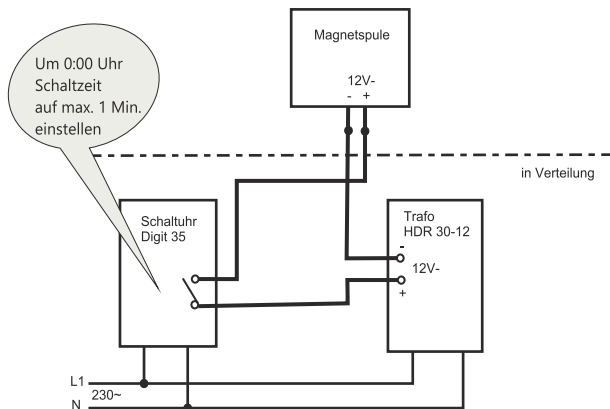 Magnetspule
12V-
- +
Um 0:00 Uhr
Schaltzeit
auf max. 1 Min.
einstellen
in Verteilung
Schaltuhr
Digit 35
Trafo
HDR 30-12
-
12V-
+
L1
230~
N